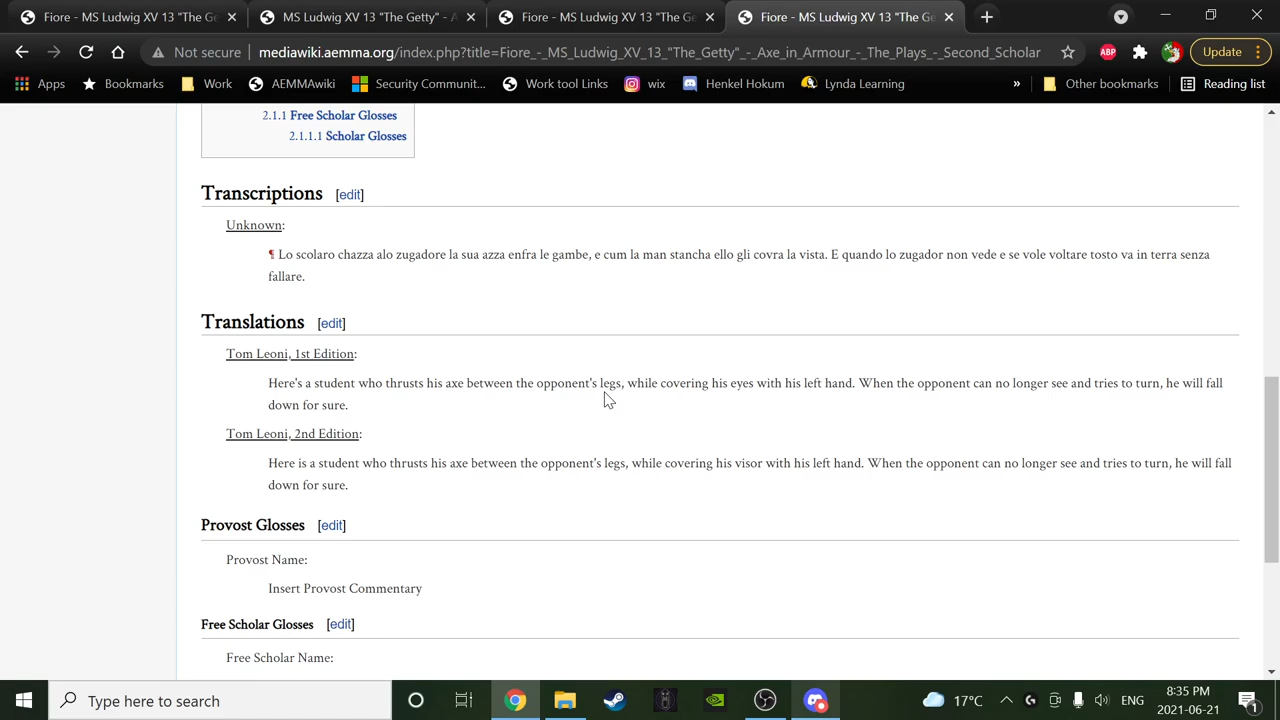 Fiore - MS Ludwig XV 13 "The Ge
MS Ludwig XV 13 "The Getty" - A
Fiore - MS Ludwig XV 13 "The Ge
Fiore - MS Ludwig XV 13 "The Ge
Not secure
mediawiki.aemma.org/index.php?title=Fiore_-_MS_Ludwig_XV_13_"The_Getty"_-_Axe_in_Armour_-_The_Plays_-_Second_Scholar
ABP
Update
Apps
Bookmarks
Work
AEMMAwiki
Security Communit...
Work tool Links
wix
Henkel Hokum
Lynda Learning
»
Other bookmarks
Reading list
2.1.1 Free Scholar Glosses
2.1.1.1 Scholar Glosses
Transcriptions [edit]
Unknown:
¶ Lo scolaro chazza alo zugadore la sua azza enfra le gambe, e cum la man stancha ello gli covra la vista. E quando lo zugador non vede e se vole voltare tosto va in terra senza
fallare.
Translations [edit]
Tom Leoni, 1st Edition:
Here's a student who thrusts his axe between the opponent's legs, while covering his eyes with his left hand. When the opponent can no longer see and tries to turn, he will fall
down for sure.
Tom Leoni, 2nd Edition:
Here is a student who thrusts his axe between the opponent's legs, while covering his visor with his left hand. When the opponent can no longer see and tries to turn, he will fall
down for sure.
Provost Glosses [edit]
Provost Name:
Insert Provost Commentary
Free Scholar Glosses [edit]
Free Scholar Name:
Type here to search
17°C
ENG
8:35 PM
2021-06-21
1